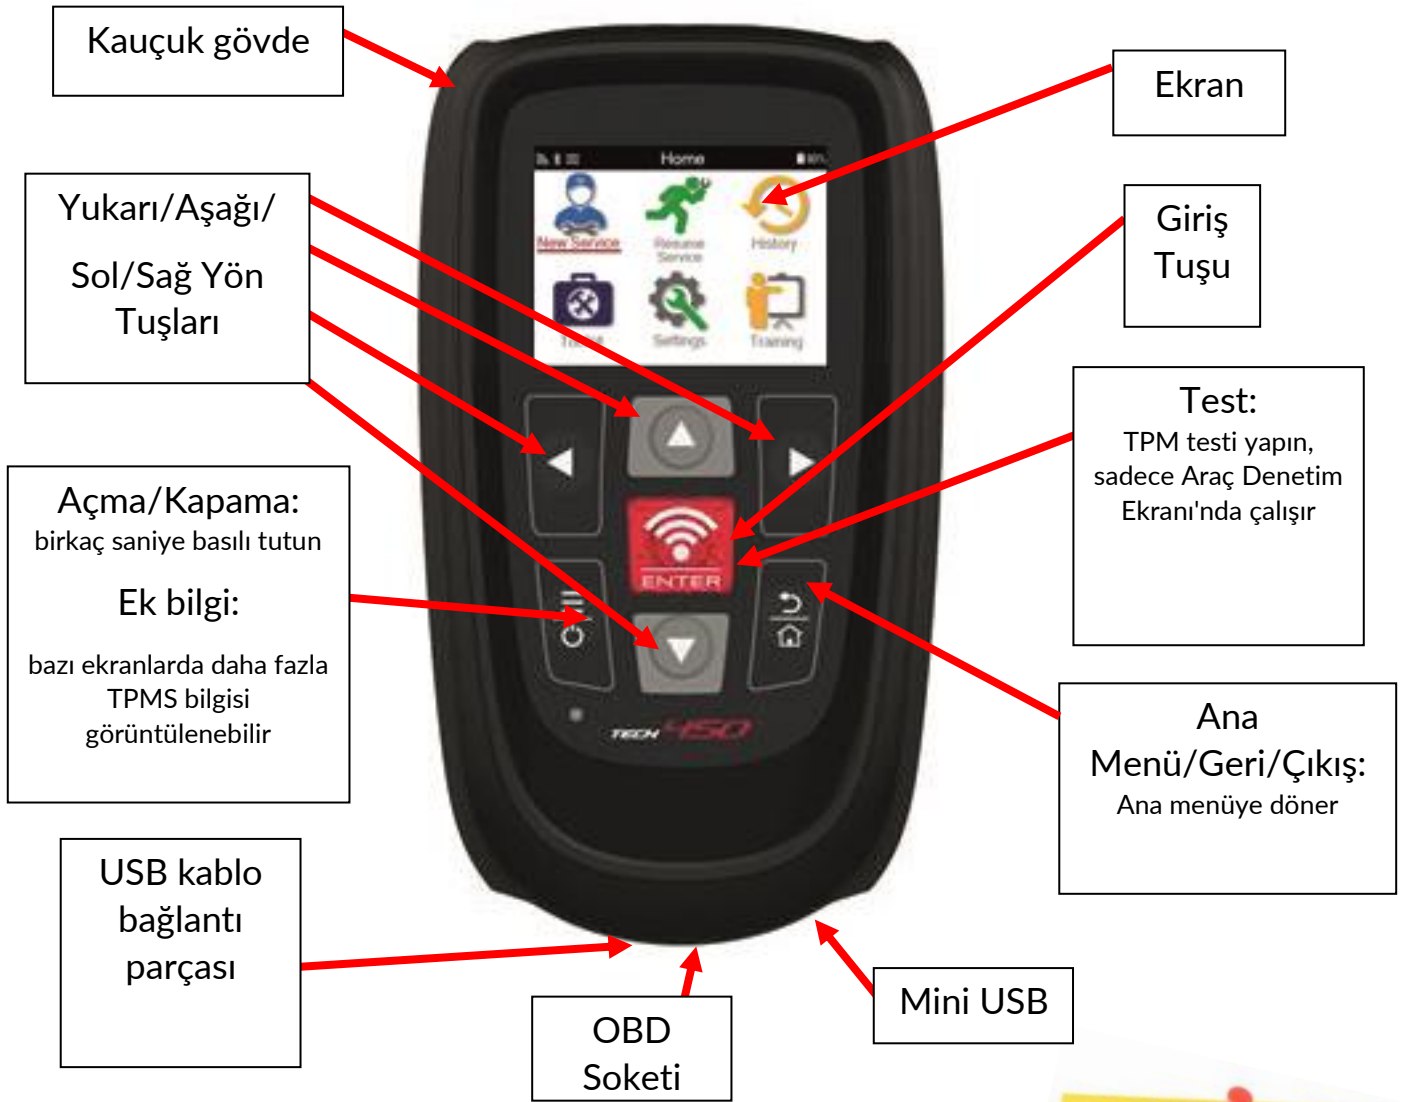 Kauçuk gövde
Ekran
Yukarı/Aşağı/
Sol/Sağ Yön
Tuşları
Giriş
Tuşu
Home
New Service
Resume
Service
History
Settings
Training
Test:
TPM testi yapın,
sadece Araç Denetim
Ekranı'nda çalışır
Açma/Kapama:
birkaç saniye basılı tutun
Ek bilgi:
bazı ekranlarda daha fazla
TPMS bilgisi
görüntülenebilir
ENTER
TECH 450
Ana
Menü/Geri/Çıkış:
Ana menüye döner
USB kablo
bağlantı
parçası
OBD
Soketi
Mini USB